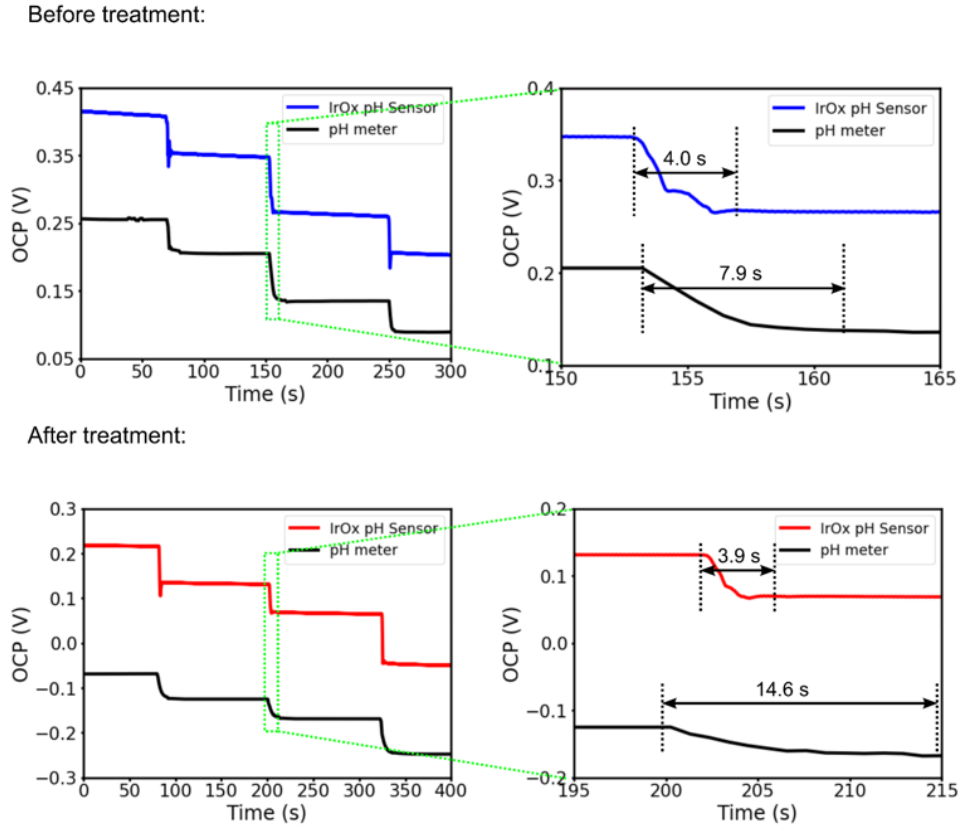 Before treatment:
0.45
0.35
0.25
0.15
0.05
OCP (V)
IrOx pH Sensor
pH meter
0 50 100 150 200 250 300
Time (s)
0.4
0.3
0.2
0.1
OCP (V)
IrOx pH Sensor
pH meter
4.0 s
7.9 s
150 155 160 165
Time (s)
After treatment:
0.3
0.2
0.1
0.0
−0.1
−0.2
−0.3
OCP (V)
IrOx pH Sensor
pH meter
0 50 100 150 200 250 300 350 400
Time (s)
0.2
0.1
0.0
−0.1
−0.2
OCP (V)
IrOx pH Sensor
pH meter
3.9 s
14.6 s
195 200 205 210 215
Time (s)